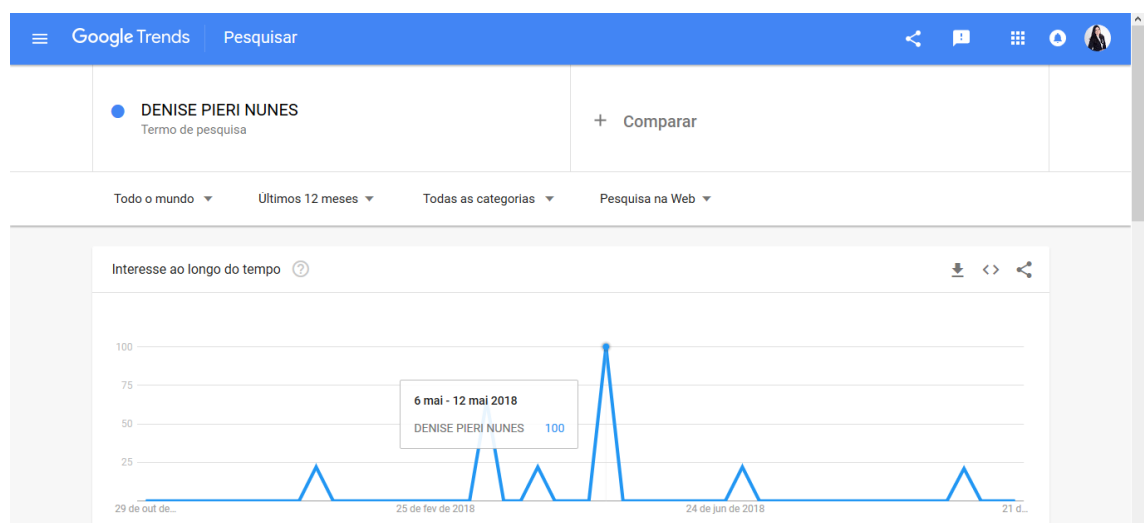 Google Trends Pesquisar
DENISE PIERI NUNES
Termo de pesquisa
+ Comparar
Todo o mundo Últimos 12 meses Todas as categorias Pesquisa na Web
Interesse ao longo do tempo ?
100
75
6 mai - 12 mai 2018
50
DENISE PIERI NUNES 100
25
29 de out de... 25 de fev de 2018 24 de jun de 2018 21 d...